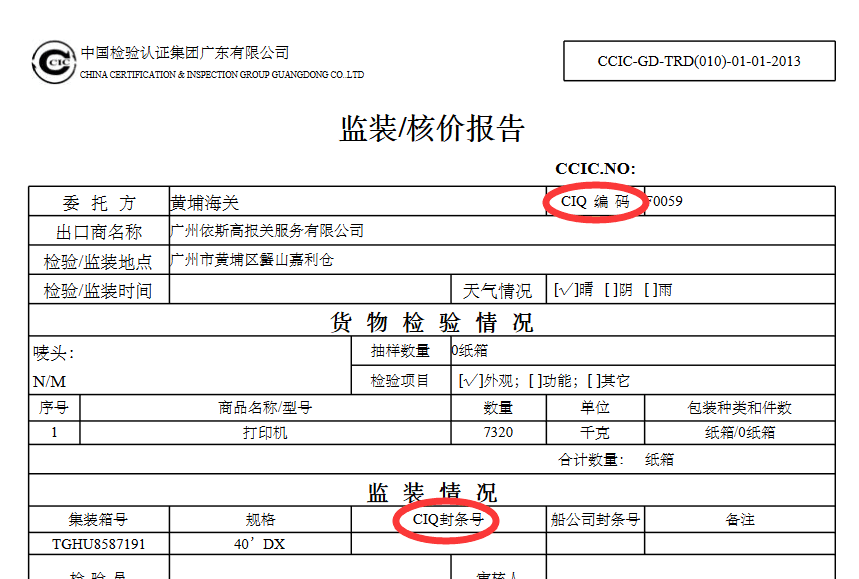 CCIC
中国检验认证集团广东有限公司
CHINA CERTIFICATION & INSPECTION GROUP GUANGDONG CO. LTD
CCIC-GD-TRD(010)-01-01-2013
监装/核价报告
CCIC.NO:
委 托 方 黄埔海关 CIQ 编 码 0059
出口商名称 广州依斯高报关服务有限公司
检验/监装地点 广州市黄埔区蟹山嘉利仓
检验/监装时间 天气情况 [√]晴 [ ]阴 [ ]雨
货 物 检 验 情 况
唛头： 抽样数量 0纸箱
N/M 检验项目 [√]外观；[ ]功能；[ ]其它
序号 商品名称/型号 数量 单位 包装种类和件数
1 打印机 7320 千克 纸箱/0纸箱
合计数量： 纸箱
监 装 情 况
集装箱号 规格 CIQ封条号 船公司封条号 备注
TGHU8587191 40’DX
检 验 员 审核人